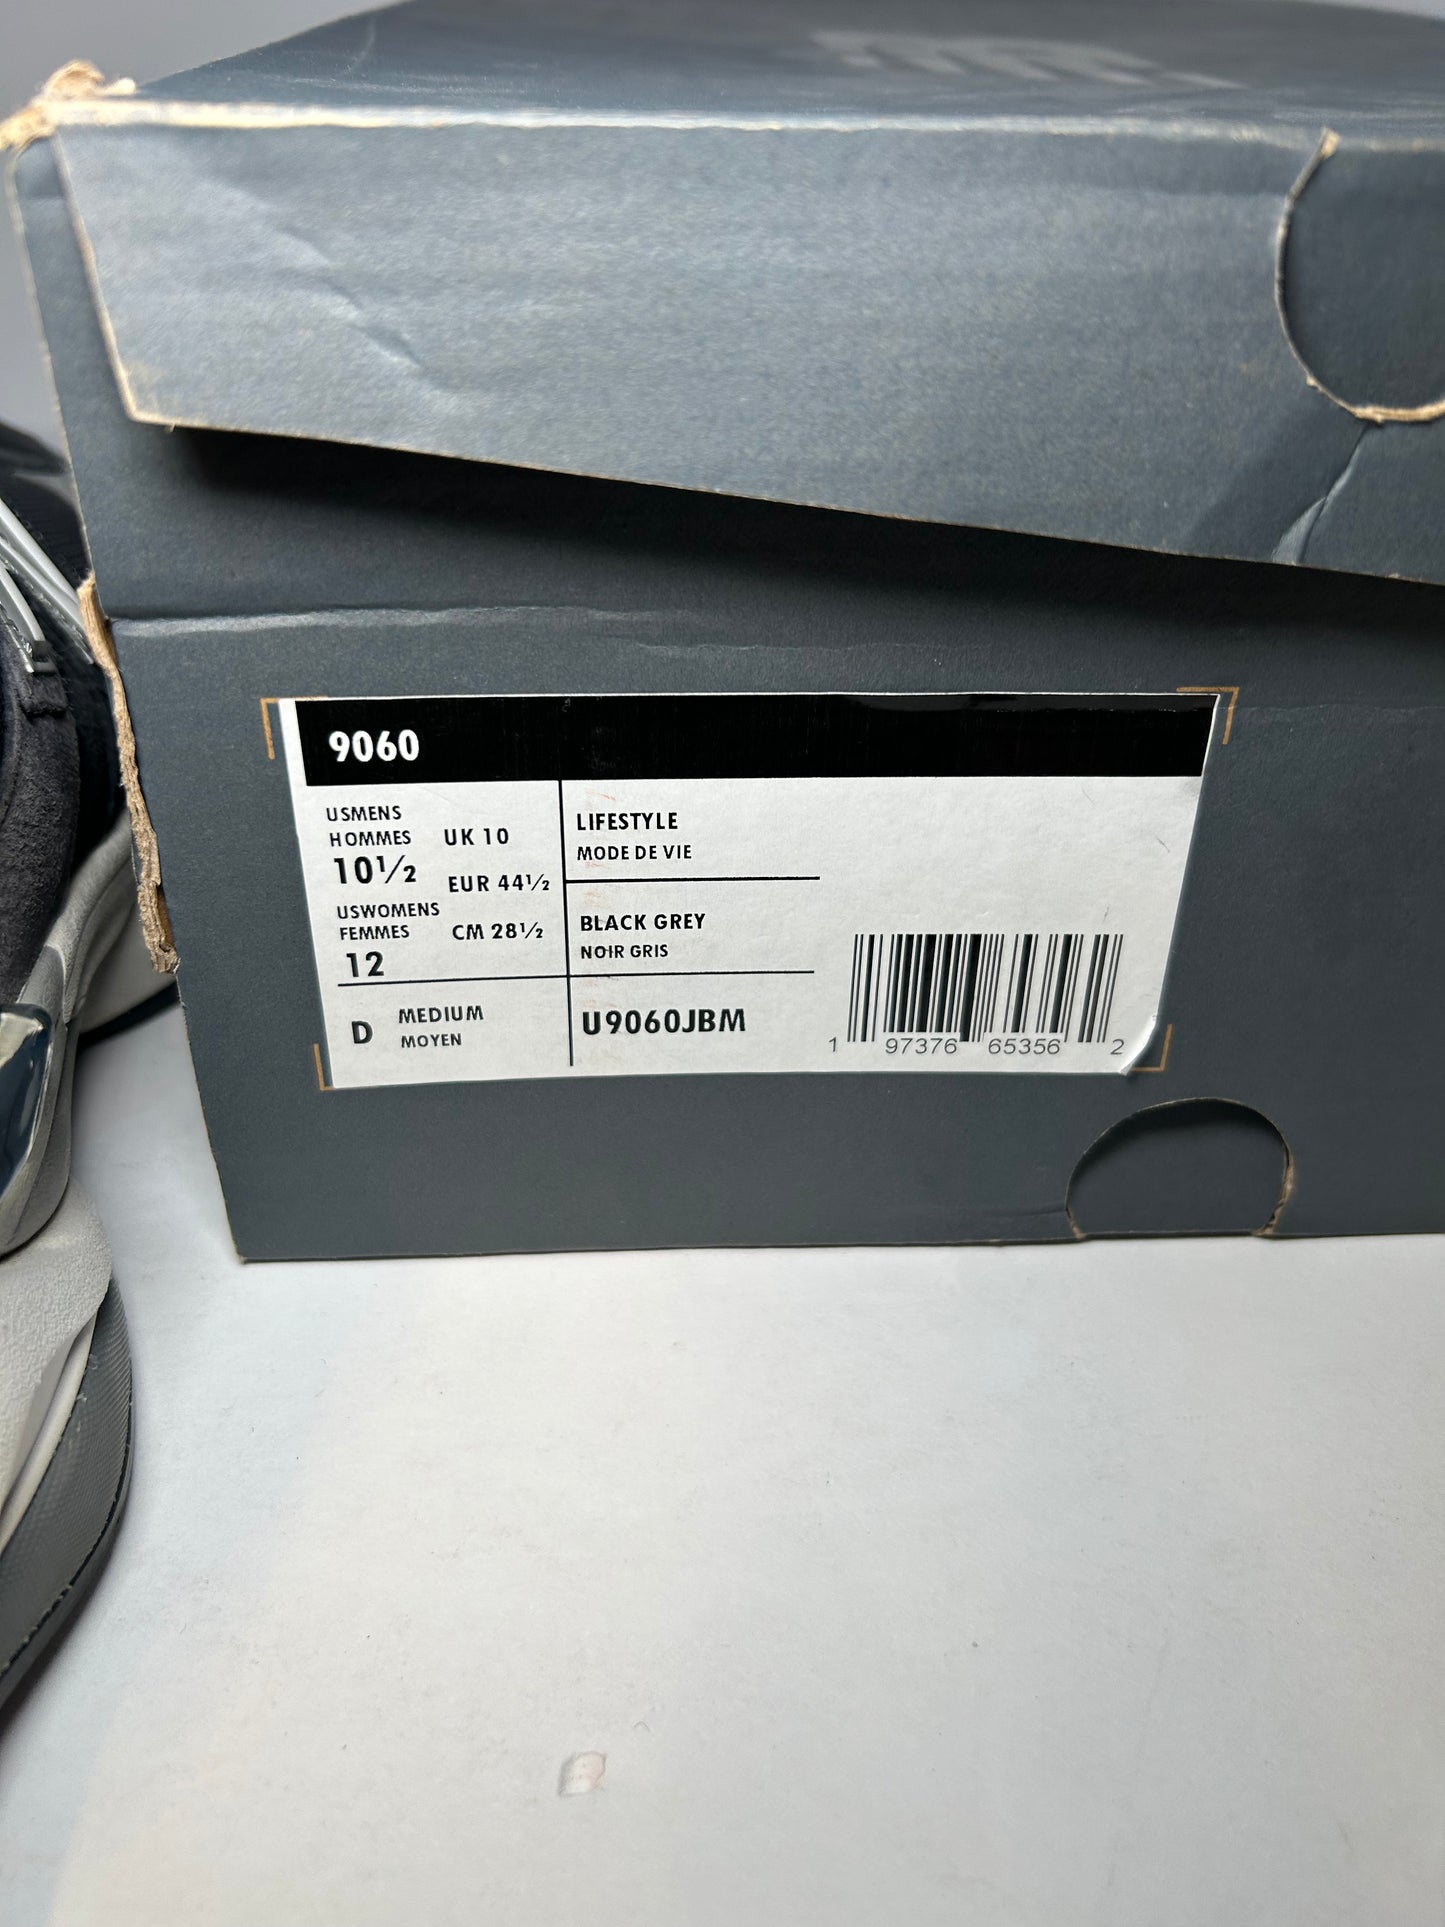 9060
USMENS
HOMMES
10½
UK 10
EUR 44½
USWOMENS
FEMMES
12
CM 28½
D
MEDIUM
MOYEN
LIFESTYLE
MODE DE VIE
BLACK GREY
NOIR GRIS
U9060JBM
1 97376 65356 2